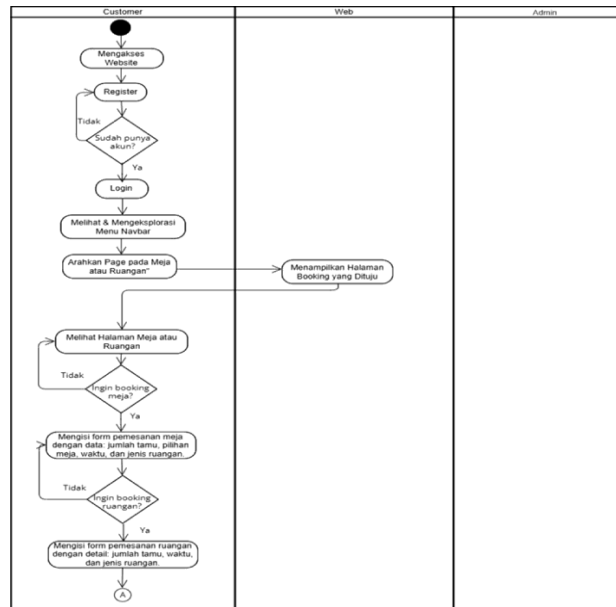 Customer
Web
Admin
Mengakses
Website
Register
Tidak
Sudah punya
akun?
Ya
Login
Melihat & Mengeksplorasi
Menu Navbar
Arahkan Page pada Meja
atau Ruangan"
Menampilkan Halaman
Booking yang Dituju
Melihat Halaman Meja atau
Ruangan
Tidak
Ingin booking
meja?
Ya
Mengisi form pemesanan meja
dengan data: jumlah tamu, pilihan
meja, waktu, dan jenis ruangan.
Tidak
Ingin booking
ruangan?
Ya
Mengisi form pemesanan ruangan
dengan detail: jumlah tamu, waktu,
dan jenis ruangan.
A